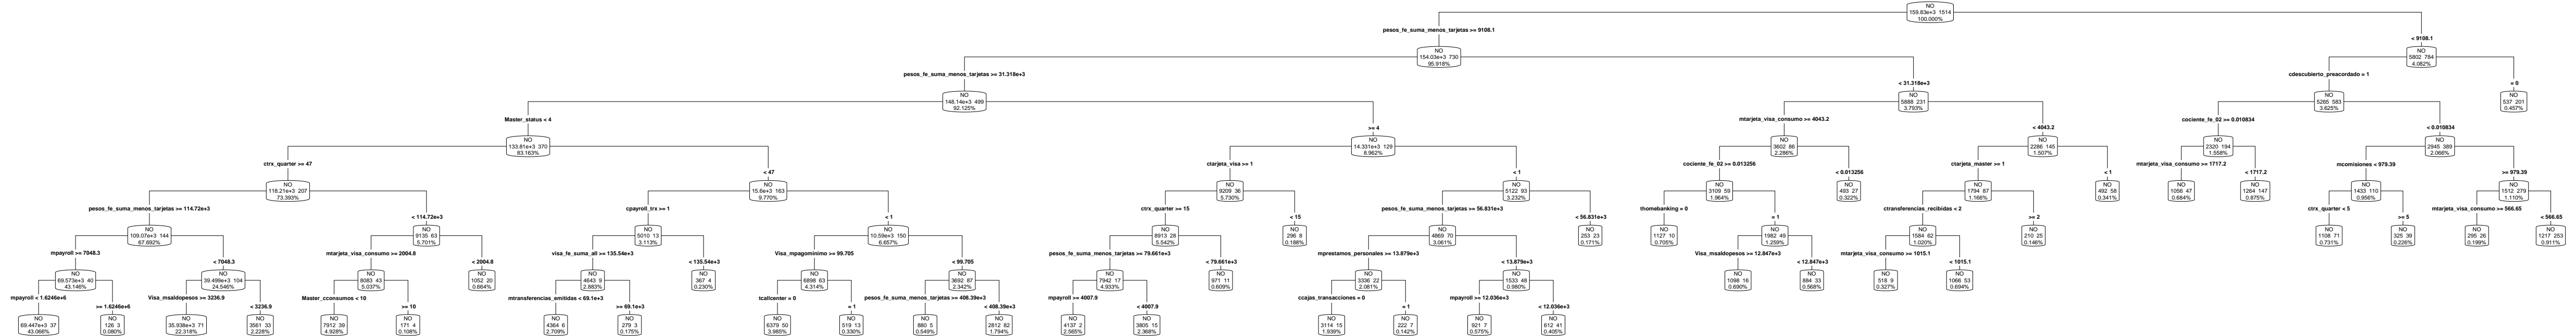 NO
159.83e+3 1514
100.000%
pesos_fe_suma_menos_tarjetas >= 9108.1
< 9108.1
NO
154.03e+3 730
95.918%
NO
5802 784
4.082%
pesos_fe_suma_menos_tarjetas >= 31.318e+3
< 31.318e+3
cdescubierto_preacordado = 1
= 0
NO
148.14e+3 499
92.125%
NO
5888 231
3.793%
NO
5265 583
3.625%
NO
537 201
0.457%
Master_status < 4
>= 4
mtarjeta_visa_consumo >= 4043.2
< 4043.2
cociente_fe_02 >= 0.010834
< 0.010834
NO
133.81e+3 370
83.163%
NO
14.331e+3 129
8.962%
NO
3602 86
2.286%
NO
2286 145
1.507%
NO
2320 194
1.558%
NO
2945 389
2.066%
ctrx_quarter >= 47
< 47
ctarjeta_visa >= 1
< 1
cociente_fe_02 >= 0.013256
< 0.013256
ctarjeta_master >= 1
< 1
mtarjeta_visa_consumo >= 1717.2
< 1717.2
mcomisiones < 979.39
>= 979.39
NO
118.21e+3 207
73.393%
NO
15.6e+3 163
9.770%
NO
9209 36
5.730%
NO
5122 93
3.232%
NO
3109 59
1.964%
NO
493 27
0.322%
NO
1794 87
1.166%
NO
492 58
0.341%
NO
1056 47
0.684%
NO
1264 147
0.875%
NO
1433 110
0.956%
NO
1512 279
1.110%
pesos_fe_suma_menos_tarjetas >= 114.72e+3
< 114.72e+3
cpayroll_trx >= 1
< 1
ctrx_quarter >= 15
< 15
pesos_fe_suma_menos_tarjetas >= 56.831e+3
< 56.831e+3
thomebanking = 0
= 1
ctransferencias_recibidas < 2
>= 2
ctrx_quarter < 5
>= 5
mtarjeta_visa_consumo >= 566.65
< 566.65
NO
109.07e+3 144
67.692%
NO
9135 63
5.701%
NO
5010 13
3.113%
NO
10.59e+3 150
6.657%
NO
8913 28
5.542%
NO
296 8
0.188%
NO
4869 70
3.061%
NO
253 23
0.171%
NO
1127 10
0.705%
NO
1982 49
1.259%
NO
1584 62
1.020%
NO
210 25
0.146%
NO
1108 71
0.731%
NO
325 39
0.226%
NO
295 26
0.199%
NO
1217 253
0.911%
mpayroll >= 7048.3
< 7048.3
mtarjeta_visa_consumo >= 2004.8
< 2004.8
visa_fe_suma_all >= 135.54e+3
< 135.54e+3
Visa_mpagominimo >= 99.705
< 99.705
pesos_fe_suma_menos_tarjetas >= 79.661e+3
< 79.661e+3
mprestamos_personales >= 13.879e+3
< 13.879e+3
Visa_msaldopesos >= 12.847e+3
< 12.847e+3
mtarjeta_visa_consumo >= 1015.1
< 1015.1
NO
69.573e+3 40
43.146%
NO
39.499e+3 104
24.546%
NO
8083 43
5.037%
NO
1052 20
0.664%
NO
4643 9
2.883%
NO
367 4
0.230%
NO
6898 63
4.314%
NO
3692 87
2.342%
NO
7942 17
4.933%
NO
971 11
0.609%
NO
3336 22
2.081%
NO
1533 48
0.980%
NO
1098 16
0.690%
NO
884 33
0.568%
NO
518 9
0.327%
NO
1066 53
0.694%
mpayroll < 1.6246e+6
>= 1.6246e+6
Visa_msaldopesos >= 3236.9
< 3236.9
Master_cconsumos < 10
>= 10
mtransferencias_emitidas < 69.1e+3
>= 69.1e+3
tcallcenter = 0
= 1
pesos_fe_suma_menos_tarjetas >= 408.39e+3
< 408.39e+3
mpayroll >= 4007.9
< 4007.9
ccajas_transacciones = 0
= 1
mpayroll >= 12.036e+3
< 12.036e+3
NO
69.447e+3 37
43.066%
NO
126 3
0.080%
NO
35.938e+3 71
22.318%
NO
3561 33
2.228%
NO
7912 39
4.928%
NO
171 4
0.108%
NO
4364 6
2.709%
NO
279 3
0.175%
NO
6379 50
3.985%
NO
519 13
0.330%
NO
880 5
0.549%
NO
2812 82
1.794%
NO
4137 2
2.565%
NO
3805 15
2.368%
NO
3114 15
1.939%
NO
222 7
0.142%
NO
921 7
0.575%
NO
612 41
0.405%